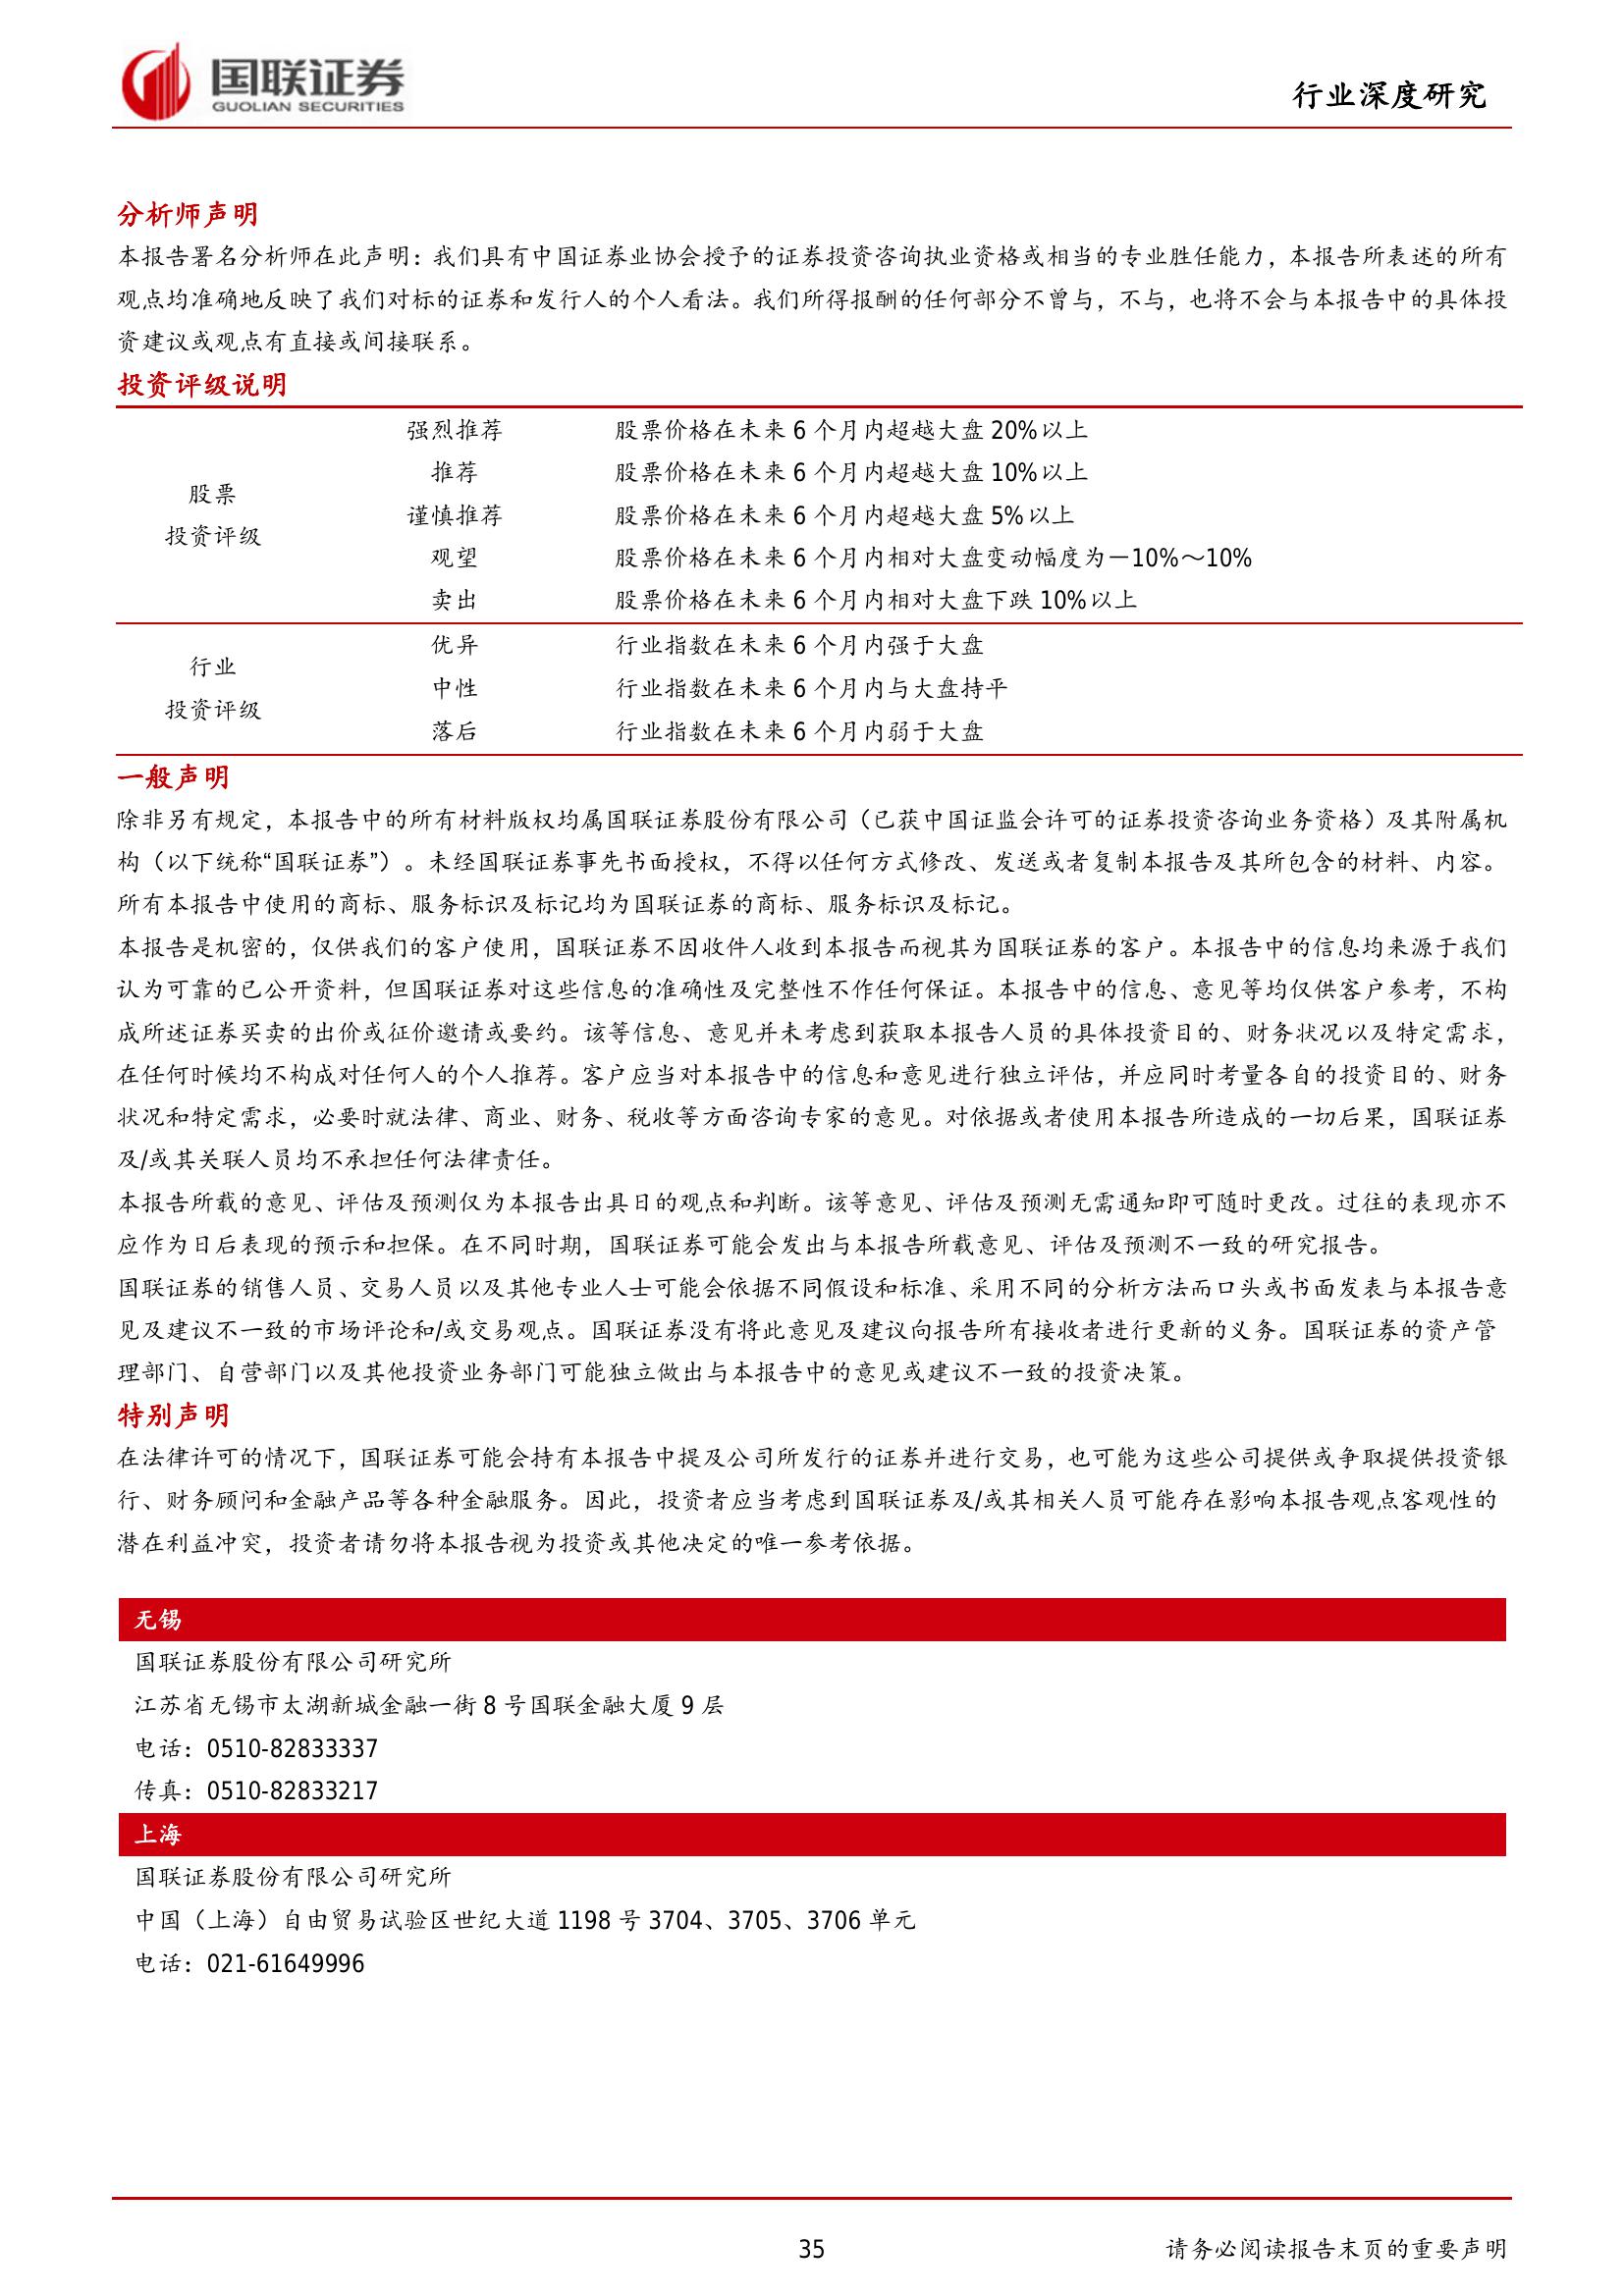 国联证券
GUOLIAN SECURITIES
行业深度研究
分析师声明
本报告署名分析师在此声明：我们具有中国证券业协会授予的证券投资咨询执业资格或相当的专业胜任能力，本报告所表述的所有
观点均准确地反映了我们对标的证券和发行人的个人看法。我们所得报酬的任何部分不曾与，不与，也将不会与本报告中的具体投
资建议或观点有直接或间接联系。
投资评级说明
股票
投资评级
强烈推荐 股票价格在未来 6 个月内超越大盘 20%以上
推荐 股票价格在未来 6 个月内超越大盘 10%以上
谨慎推荐 股票价格在未来 6 个月内超越大盘 5%以上
观望 股票价格在未来 6 个月内相对大盘变动幅度为－10%～10%
卖出 股票价格在未来 6 个月内相对大盘下跌 10%以上
行业
投资评级
优异 行业指数在未来 6 个月内强于大盘
中性 行业指数在未来 6 个月内与大盘持平
落后 行业指数在未来 6 个月内弱于大盘
一般声明
除非另有规定，本报告中的所有材料版权均属国联证券股份有限公司（已获中国证监会许可的证券投资咨询业务资格）及其附属机
构（以下统称“国联证券”）。未经国联证券事先书面授权，不得以任何方式修改、发送或者复制本报告及其所包含的材料、内容。
所有本报告中使用的商标、服务标识及标记均为国联证券的商标、服务标识及标记。
本报告是机密的，仅供我们的客户使用，国联证券不因收件人收到本报告而视其为国联证券的客户。本报告中的信息均来源于我们
认为可靠的已公开资料，但国联证券对这些信息的准确性及完整性不作任何保证。本报告中的信息、意见等均仅供客户参考，不构
成所述证券买卖的出价或征价邀请或要约。该等信息、意见并未考虑到获取本报告人员的具体投资目的、财务状况以及特定需求，
在任何时候均不构成对任何人的个人推荐。客户应当对本报告中的信息和意见进行独立评估，并应同时考量各自的投资目的、财务
状况和特定需求，必要时就法律、商业、财务、税收等方面咨询专家的意见。对依据或者使用本报告所造成的一切后果，国联证券
及/或其关联人员均不承担任何法律责任。
本报告所载的意见、评估及预测仅为本报告出具日的观点和判断。该等意见、评估及预测无需通知即可随时更改。过往的表现亦不
应作为日后表现的预示和担保。在不同时期，国联证券可能会发出与本报告所载意见、评估及预测不一致的研究报告。
国联证券的销售人员、交易人员以及其他专业人士可能会依据不同假设和标准、采用不同的分析方法而口头或书面发表与本报告意
见及建议不一致的市场评论和/或交易观点。国联证券没有将此意见及建议向报告所有接收者进行更新的义务。国联证券的资产管
理部门、自营部门以及其他投资业务部门可能独立做出与本报告中的意见或建议不一致的投资决策。
特别声明
在法律许可的情况下，国联证券可能会持有本报告中提及公司所发行的证券并进行交易，也可能为这些公司提供或争取提供投资银
行、财务顾问和金融产品等各种金融服务。因此，投资者应当考虑到国联证券及/或其相关人员可能存在影响本报告观点客观性的
潜在利益冲突，投资者请勿将本报告视为投资或其他决定的唯一参考依据。
无锡
国联证券股份有限公司研究所
江苏省无锡市太湖新城金融一街 8 号国联金融大厦 9 层
电话：0510-82833337
传真：0510-82833217
上海
国联证券股份有限公司研究所
中国（上海）自由贸易试验区世纪大道 1198 号 3704、3705、3706 单元
电话：021-61649996
35
请务必阅读报告末页的重要声明